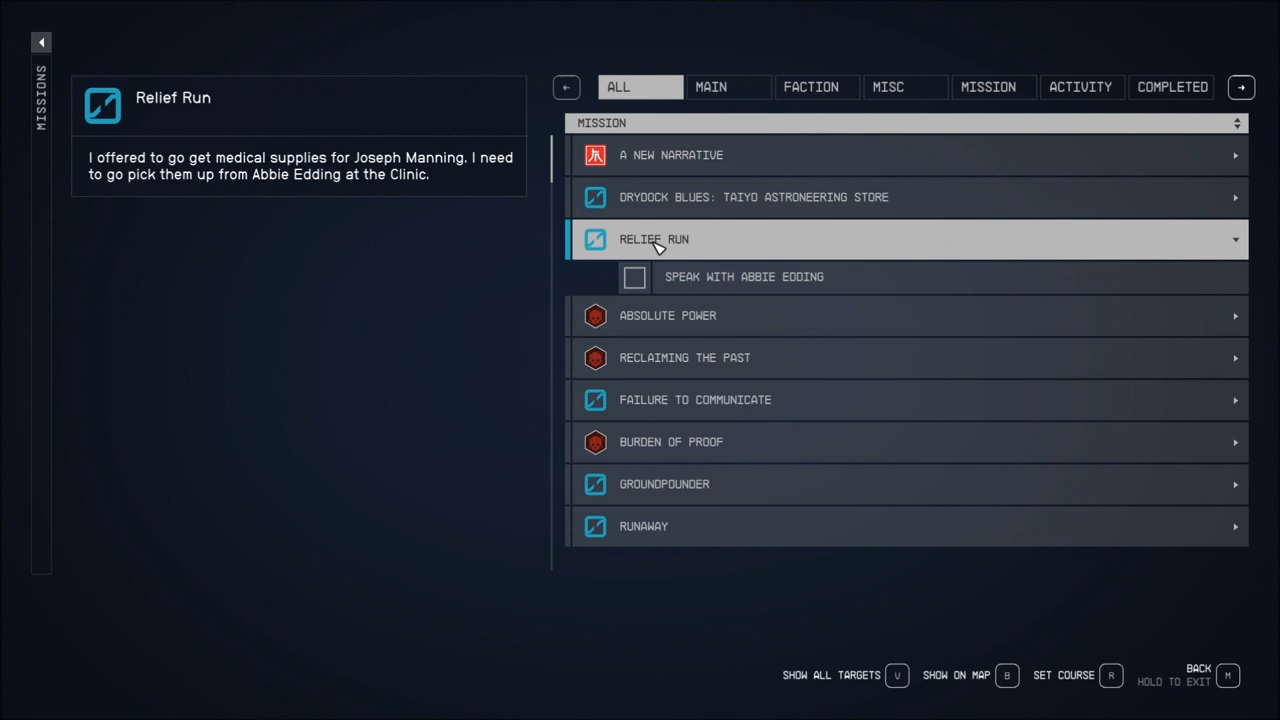 MISSIONS
Relief Run
I offered to go get medical supplies for Joseph Manning. I need
to go pick them up from Abbie Edding at the Clinic.
ALL MAIN FACTION MISC MISSION ACTIVITY COMPLETED
MISSION
A NEW NARRATIVE
DRYDOCK BLUES: TAIYO ASTRONEERING STORE
RELIEF RUN
SPEAK WITH ABBIE EDDING
ABSOLUTE POWER
RECLAIMING THE PAST
FAILURE TO COMMUNICATE
BURDEN OF PROOF
GROUNDPOUNDER
RUNAWAY
SHOW ALL TARGETS V SHOW ON MAP B SET COURSE R BACK M
HOLD TO EXIT